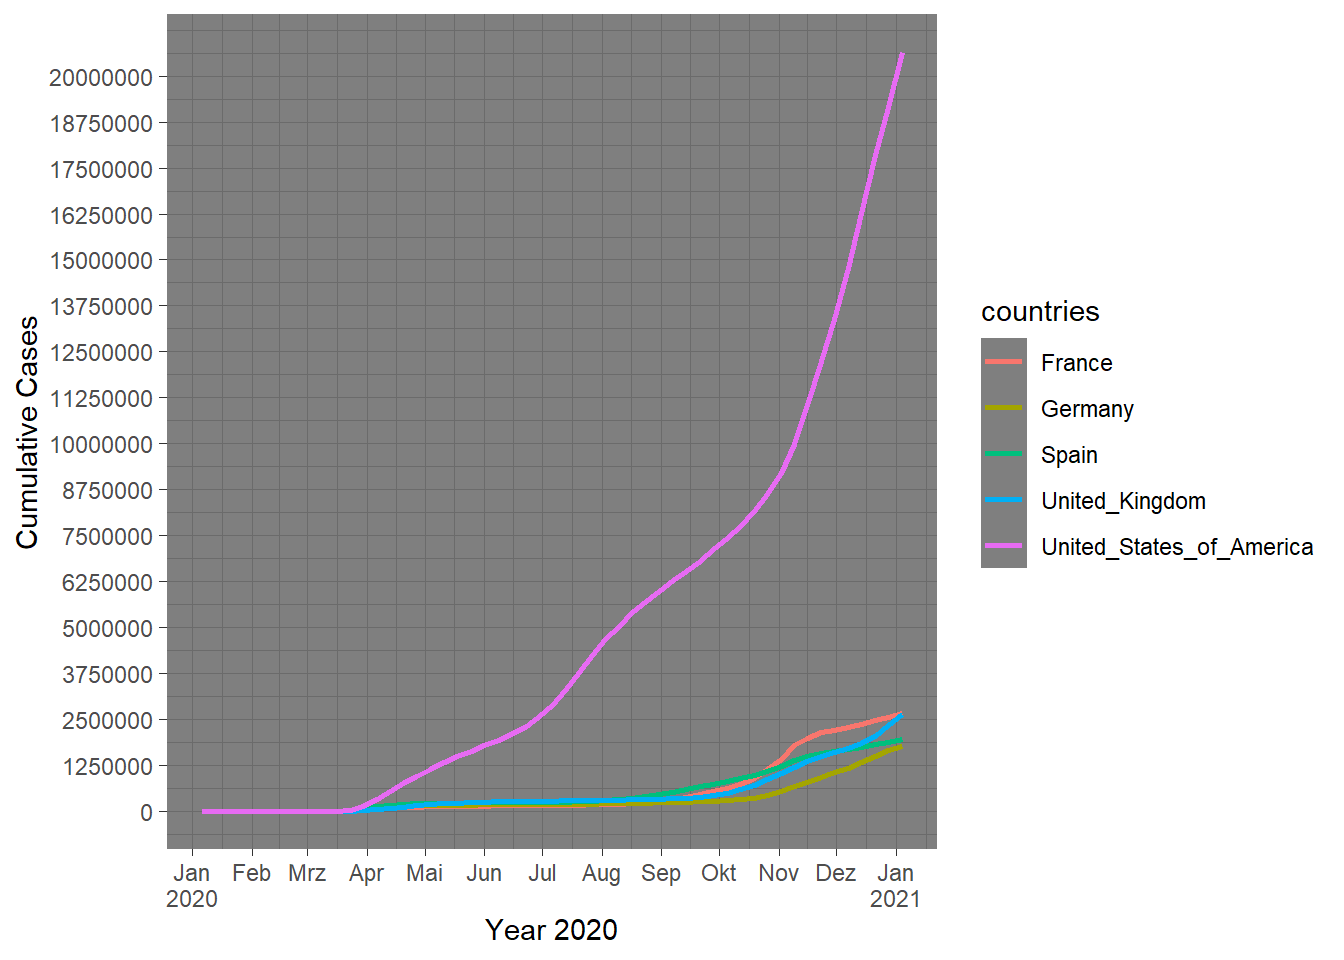 20000000
18750000
17500000
16250000
15000000
13750000
12500000
11250000
10000000
8750000
7500000
6250000
5000000
3750000
2500000
1250000
0
Cumulative Cases
Jan Feb Mrz Apr Mai Jun Jul Aug Sep Okt Nov Dez Jan
2020 2021
Year 2020
countries
France
Germany
Spain
United_Kingdom
United_States_of_America